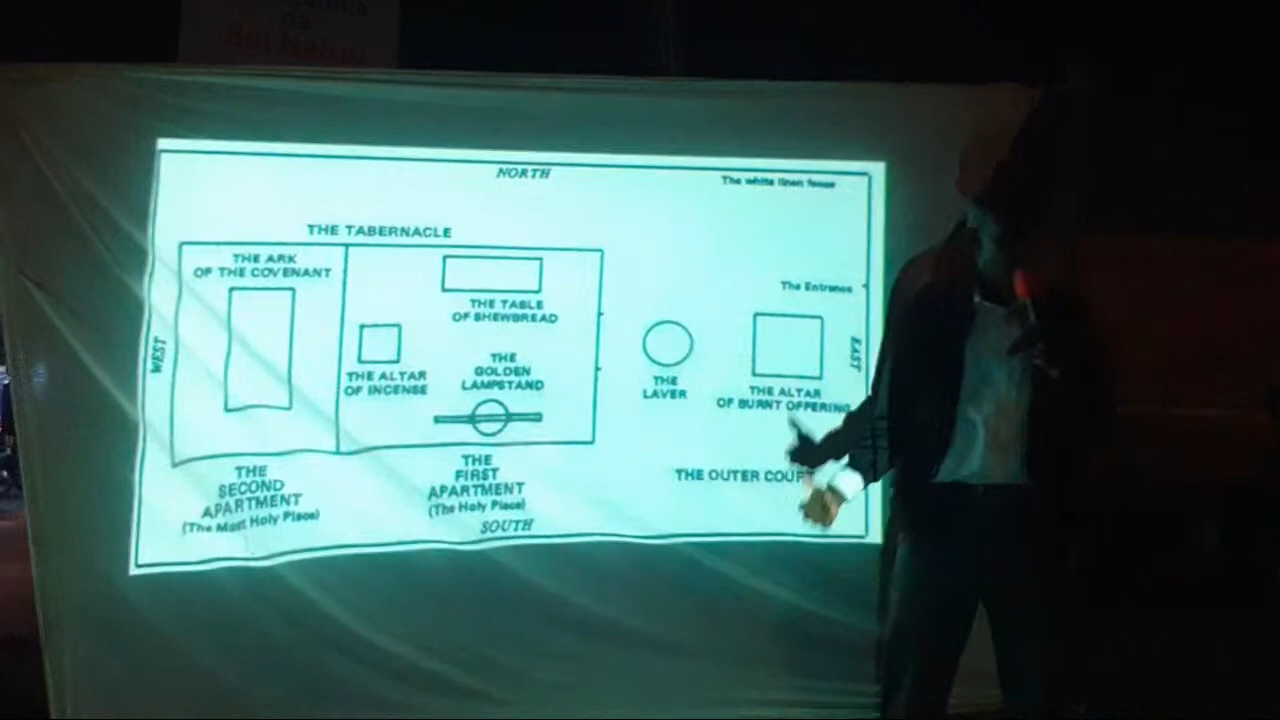 na
NORTH
The white linen fence
THE TABERNACLE
THE ARK
OF THE COVENANT
THE TABLE
OF SHEWBREAD
The Entrance
WEST
EAST
THE ALTAR
OF INCENSE
THE
GOLDEN
LAMPSTAND
THE
LAVER
THE ALTAR
OF BURNT OFFERING
THE
SECOND
APARTMENT
(The Most Holy Place)
THE
FIRST
APARTMENT
(The Holy Place)
THE OUTER COUR
SOUTH